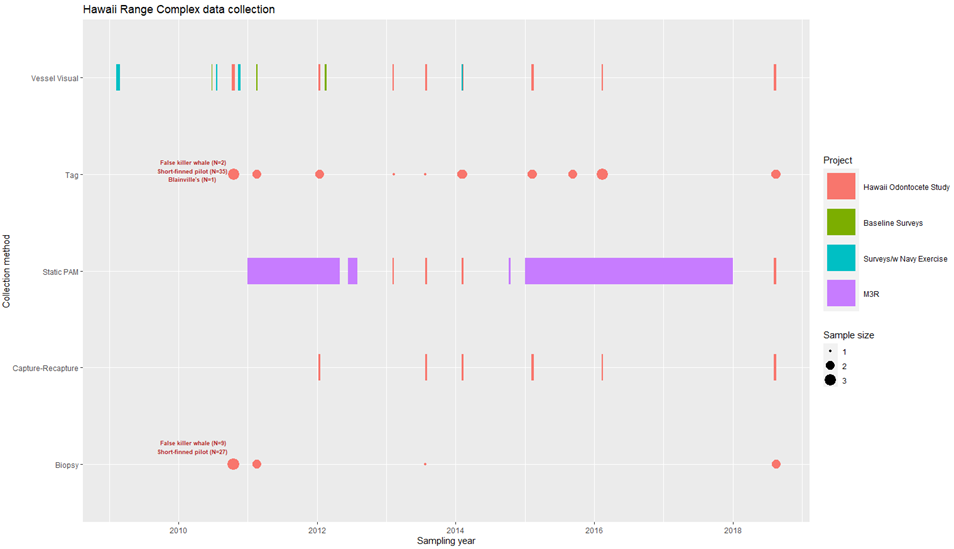 Hawaii Range Complex data collection
Vessel Visual
False killer whale (N=2)
Short-finned pilot (N=35)
Blainville's (N=1)
Tag
Static PAM
Capture-Recapture
False killer whale (N=9)
Short-finned pilot (N=27)
Biopsy
Collection method
2010 2012 2014 2016 2018
Sampling year
Project
Hawaii Odontocete Study
Baseline Surveys
Surveys/w Navy Exercise
M3R
Sample size
1
2
3